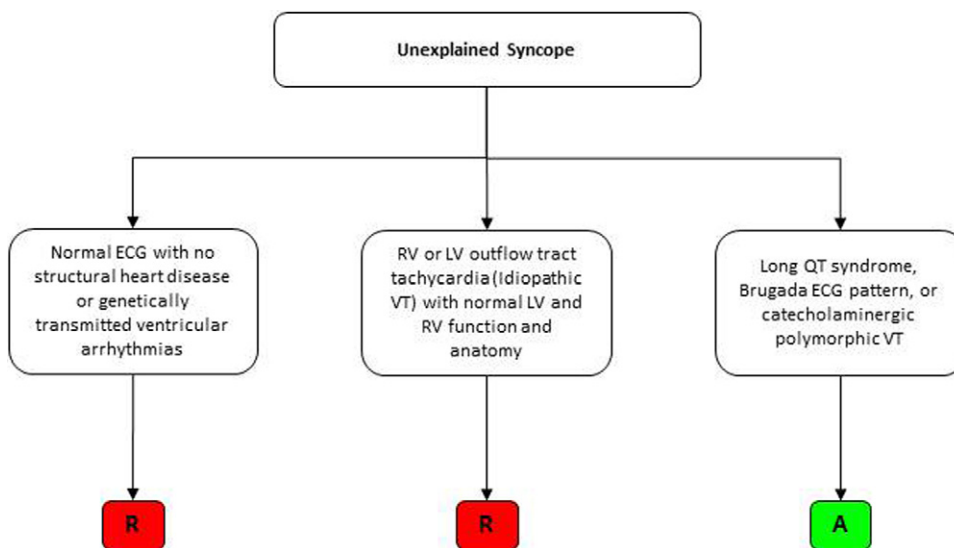 Unexplained Syncope
Normal ECG with no
structural heart disease
or genetically
transmitted ventricular
arrhythmias
RV or LV outflow tract
tachycardia (Idiopathic
VT) with normal LV and
RV function and
anatomy
Long QT syndrome,
Brugada ECG pattern, or
catecholaminergic
polymorphic VT
R
R
A